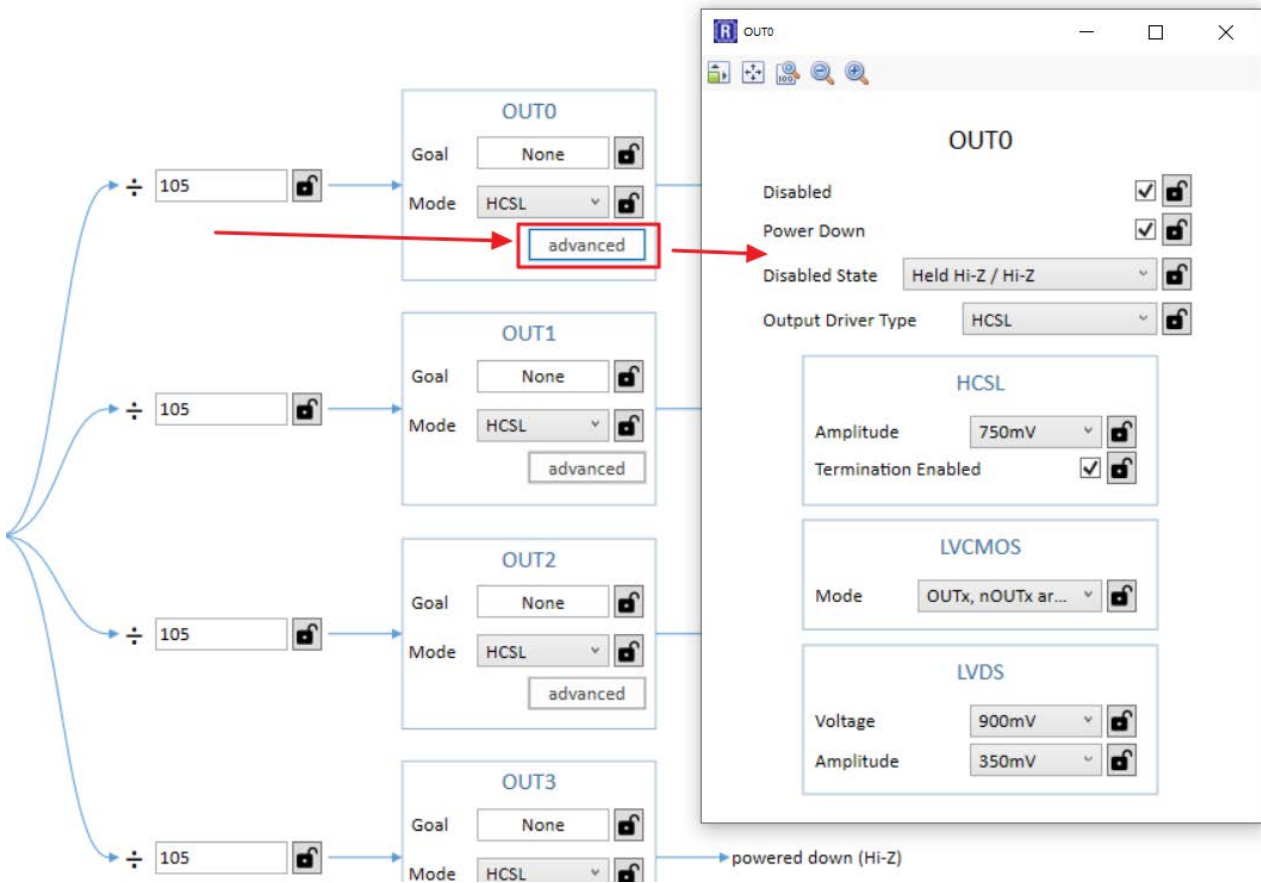 OUT0
Goal None
Mode HCSL
÷ 105
advanced
OUT1
Goal None
Mode HCSL
÷ 105
advanced
OUT2
Goal None
Mode HCSL
÷ 105
advanced
OUT3
Goal None
Mode HCSL
÷ 105
powered down (Hi-Z)
R OUT0
100
OUT0
Disabled
Power Down
Disabled State Held Hi-Z / Hi-Z
Output Driver Type HCSL
HCSL
Amplitude 750mV
Termination Enabled
LVCMOS
Mode OUTx, nOUTx ar...
LVDS
Voltage 900mV
Amplitude 350mV